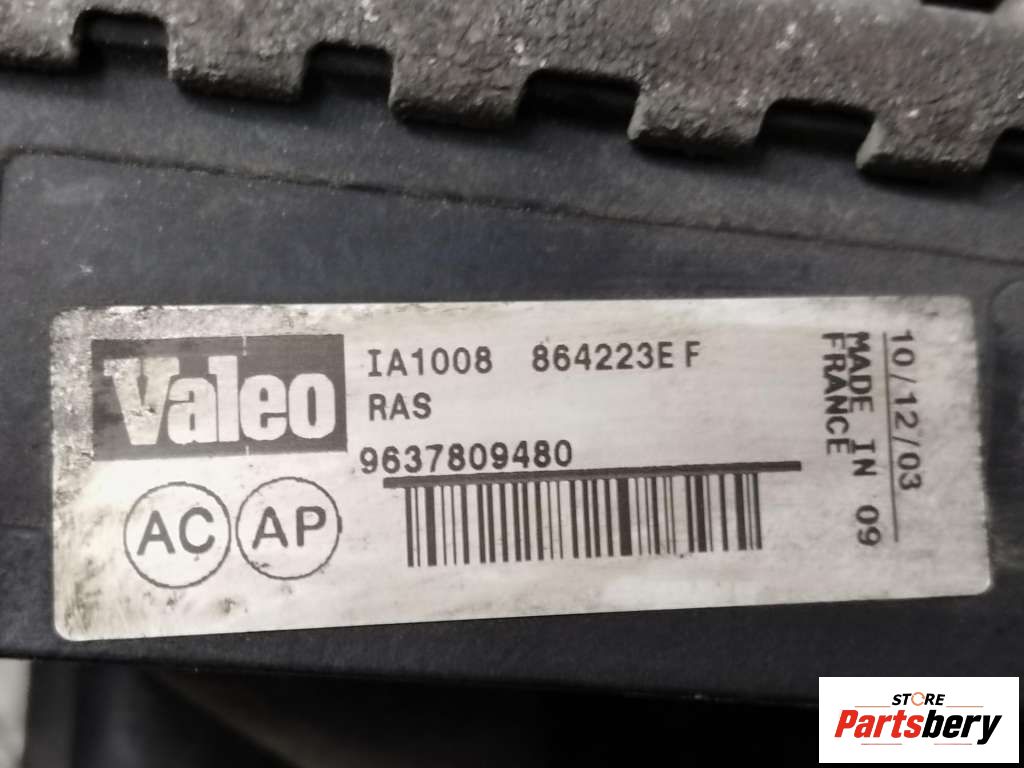 Valeo
IA1008 864223E F
RAS
9637809480
AC AP
10/12/03
MADE IN 09
FRANCE
STORE
Partsbery